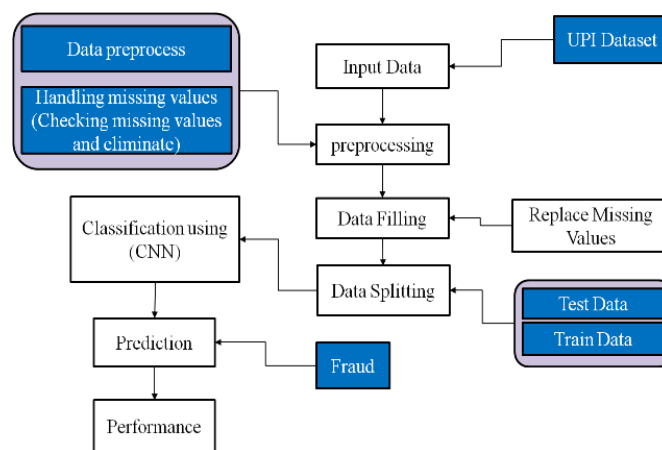 Data preprocess
UPI Dataset
Input Data
Handling missing values
(Checking missing values
and eliminate)
preprocessing
Classification using
(CNN)
Data Filling
Replace Missing
Values
Data Splitting
Test Data
Train Data
Prediction
Fraud
Performance